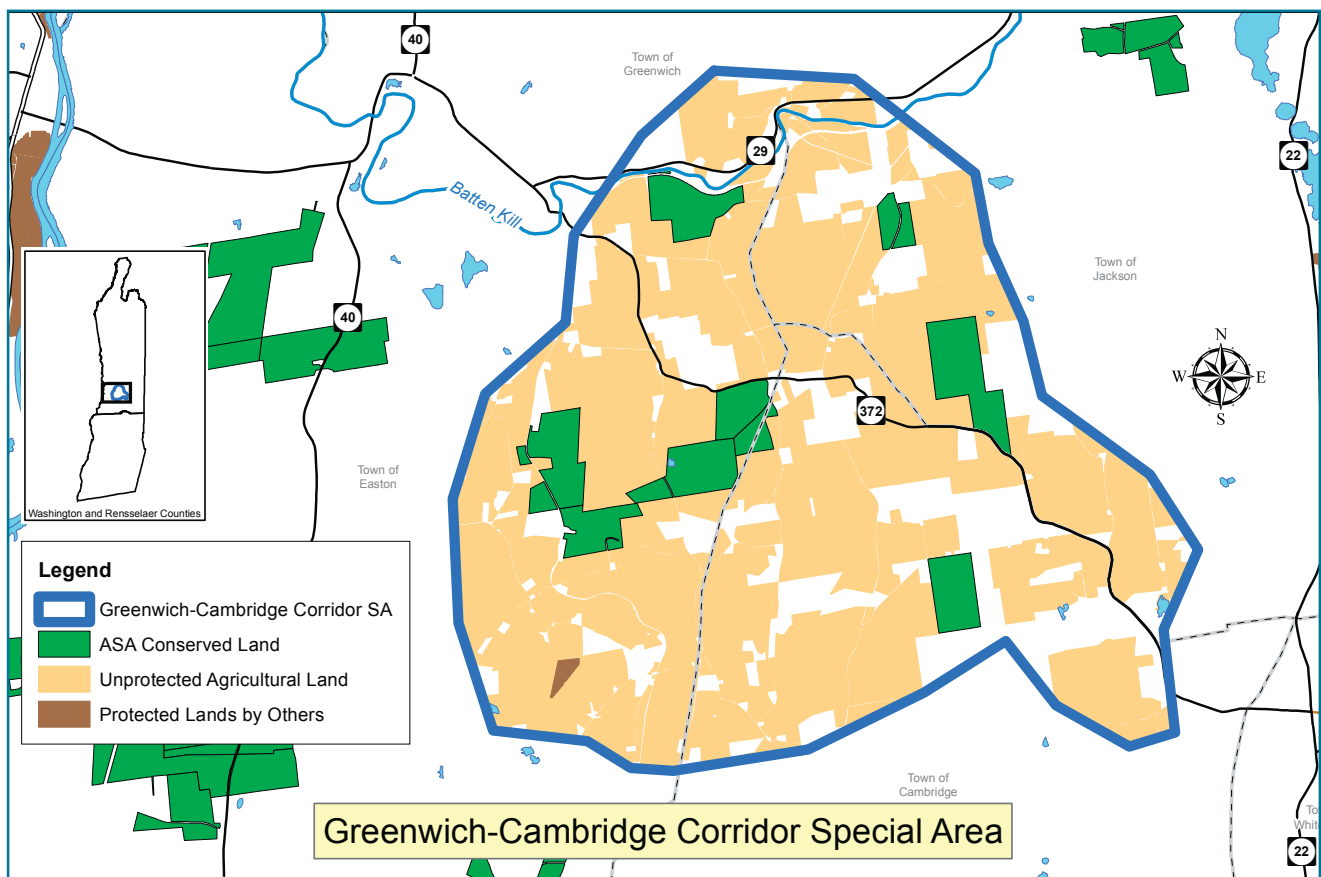 40
Town of
Greenwich
29
22
Batten Kill
Town of
Jackson
40
N
W E
S
372
Town of
Easton
Washington and Rensselaer Counties
Legend
Greenwich-Cambridge Corridor SA
ASA Conserved Land
Unprotected Agricultural Land
Protected Lands by Others
Town of
Cambridge
Greenwich-Cambridge Corridor Special Area
22